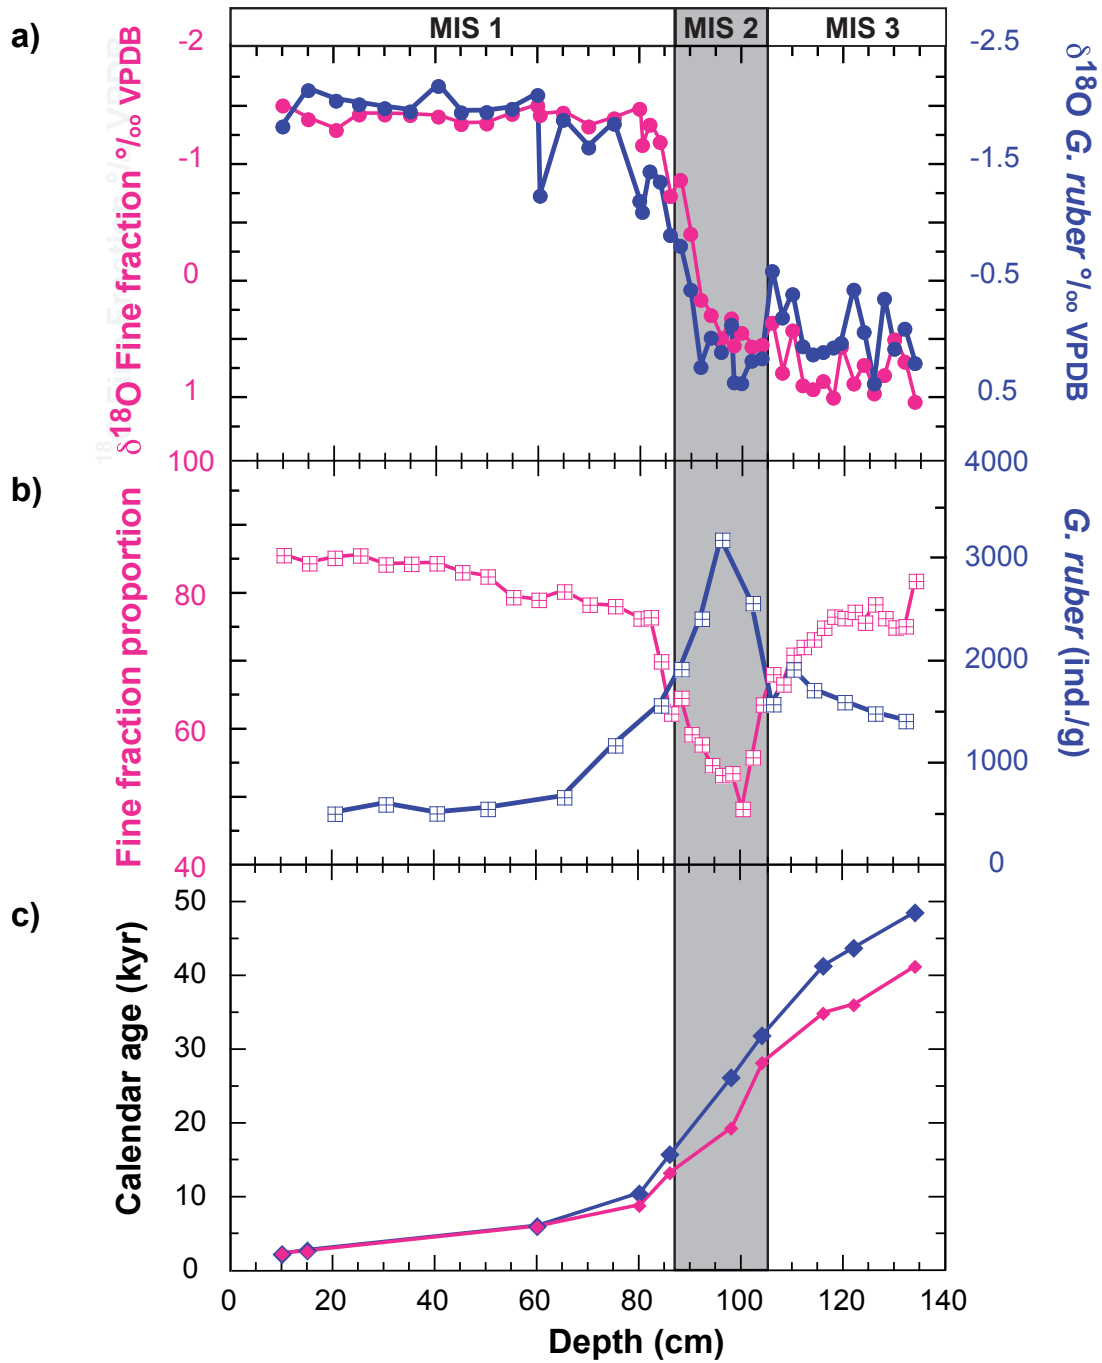 MIS 1 MIS 2 MIS 3
a)
-2
-1
0
1
δ18O Fine fraction °/oo VPDB
-2.5
-1.5
-0.5
0.5
δ18O G. ruber °/oo VPDB
b)
100
80
60
40
Fine fraction proportion
4000
3000
2000
1000
0
G. ruber (ind./g)
c)
50
40
30
20
10
0
Calendar age (kyr)
0 20 40 60 80 100 120 140
Depth (cm)